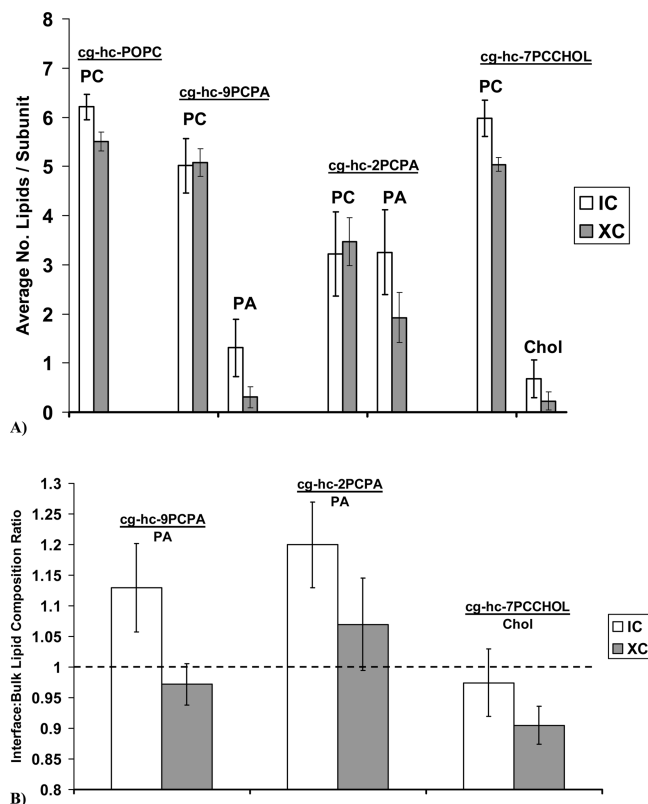 8
7
6
5
4
3
2
1
0
Average No. Lipids / Subunit
cg-hc-POPC
PC
cg-hc-9PCPA
PC
PA
cg-hc-2PCPA
PC
PA
cg-hc-7PCCHOL
PC
Chol
IC
XC
A)
1.3
1.25
1.2
1.15
1.1
1.05
1
0.95
0.9
0.85
0.8
Interface:Bulk Lipid Composition Ratio
cg-hc-9PCPA
PA
cg-hc-2PCPA
PA
cg-hc-7PCCHOL
Chol
IC
XC
B)